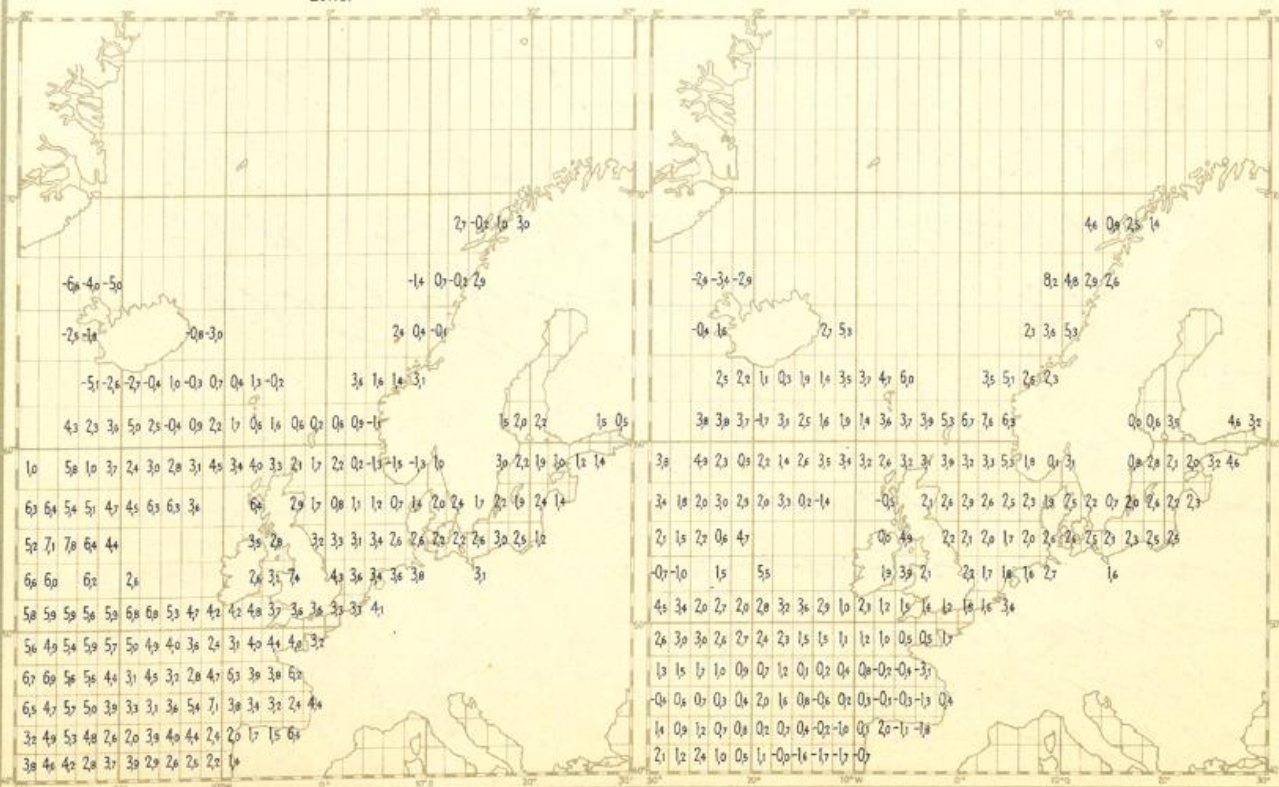 2,7 -0,2 1,0 3,0
-6,6 -4,0 -5,0
-1,4 0,7 -0,2 2,9
-2,5 -1,8
-0,8 -3,0
0,4
-5,1 -2,6 -2,7 -0,4 1,0 -0,3 0,7 0,4 1,3 -0,2
3,6 1,6 1,4 3,1
4,3 2,3 3,6 5,0 2,5 -0,4 0,9 2,2 1,7 0,6 1,6 0,6 0,2 0,6 0,9
1,5 2,0 2,2
1,5 0,5
1,0
5,8 1,0 3,7 2,4 3,0 2,8 3,1 4,5 3,4 4,0 3,3 2,1 1,7 2,2 0,2 -1,3 -1,5 -1,3 1,0
3,0 2,2 1,9 1,0 1,2 1,4
6,3 6,4 5,4 5,1 4,7 4,5 6,3 6,3 3,6
6,4
2,9 1,7 0,8 1,1 1,2 0,7 1,4 2,0 2,4 1,7 2,2 1,9 2,4 1,4
5,2 7,1 7,8 6,4 4,4
3,5 2,8
3,2 3,3 3,1 3,4 2,6 2,6 2,2 2,2 2,6 3,0 2,5 1,2
6,6 6,0
6,2
2,6
2,6 3,5 7,4
4,3 3,6 3,4 3,6 3,8
3,1
5,8 5,9 5,9 5,6 5,9 6,8 6,8 5,3 4,7 4,2 4,2 4,8 3,7 3,6 3,6 3,3 3,3 4,1
5,6 4,9 5,4 5,9 5,7 5,0 4,9 4,0 3,6 2,4 3,1 4,0 4,4 4,0 3,2
6,7 6,9 5,6 5,6 4,4 3,1 4,5 3,2 2,8 4,7 6,3 3,9 3,8 6,2
6,5 4,7 5,7 5,0 3,9 3,3 3,1 3,6 5,4 7,1 3,8 3,4 3,2 2,4 4,4
3,2 4,9 5,3 4,8 2,6 2,0 3,9 4,0 4,4 2,4 2,0 1,7 1,5 6,4
3,8 4,6 4,2 2,8 3,7 3,9 2,9 2,6 2,5 2,2 1,6
4,6 0,9 2,5 1,4
-2,9 -3,4 -2,9
8,2 4,8 2,9 2,6
-0,4 1,6
2,7 5,3
2,3 3,6 5,3
2,5 2,2 1,1 0,3 1,9 1,4 3,5 3,7 4,7 6,0
3,5 5,1 2,6 2,3
3,8 3,8 3,7 -1,7 3,1 2,5 1,6 1,9 1,4 3,6 3,7 3,9 5,3 6,7 7,6 6,3
0,0 0,6 3,5
4,6 3,2
3,8
4,9 2,3 0,5 2,2 1,4 2,6 3,5 3,4 3,2 2,6 3,2 3,1 3,9 3,2 3,3 5,3 1,8 0,1 3,1
0,8 2,8 2,1 2,0 3,2 4,6
3,4 1,8 2,0 3,0 2,3 2,0 3,3 0,2 -1,4
-0,5
2,1 2,6 2,9 2,6 2,5 2,3 1,3 2,5 2,2 0,7 2,0 2,4 2,2 2,3
2,1 1,5 2,2 0,6 4,7
0,0 4,9
2,2 2,1 2,0 1,7 2,0 2,6 2,6 2,5 2,1 2,3 2,5 2,5
-0,7 -1,0
1,5
5,5
1,9 3,9 2,1
2,2 1,7 1,8 1,6 2,7
1,6
4,5 3,4 2,0 2,7 2,0 2,8 3,2 3,6 2,9 1,0 2,3 1,2 1,5 1,4 1,2 1,8 1,6 3,4
2,6 3,0 3,0 2,6 2,7 2,4 2,3 1,5 1,5 1,1 1,2 1,0 0,5 0,5 1,7
1,3 1,5 1,7 1,0 0,9 0,7 1,2 0,1 0,2 0,4 0,8 -0,2 -0,4 -3,1
-0,6 0,6 0,7 0,3 0,4 2,0 1,6 0,8 -0,6 0,2 0,3 -0,1 -0,3 -1,3 0,4
1,4 0,9 1,2 0,7 0,8 0,2 0,7 0,4 -0,2 -1,0 0,1 2,0 -1,1 -1,8
2,1 1,2 2,4 1,0 0,5 1,1 -0,0 -1,6 -1,7 -1,7 -0,7